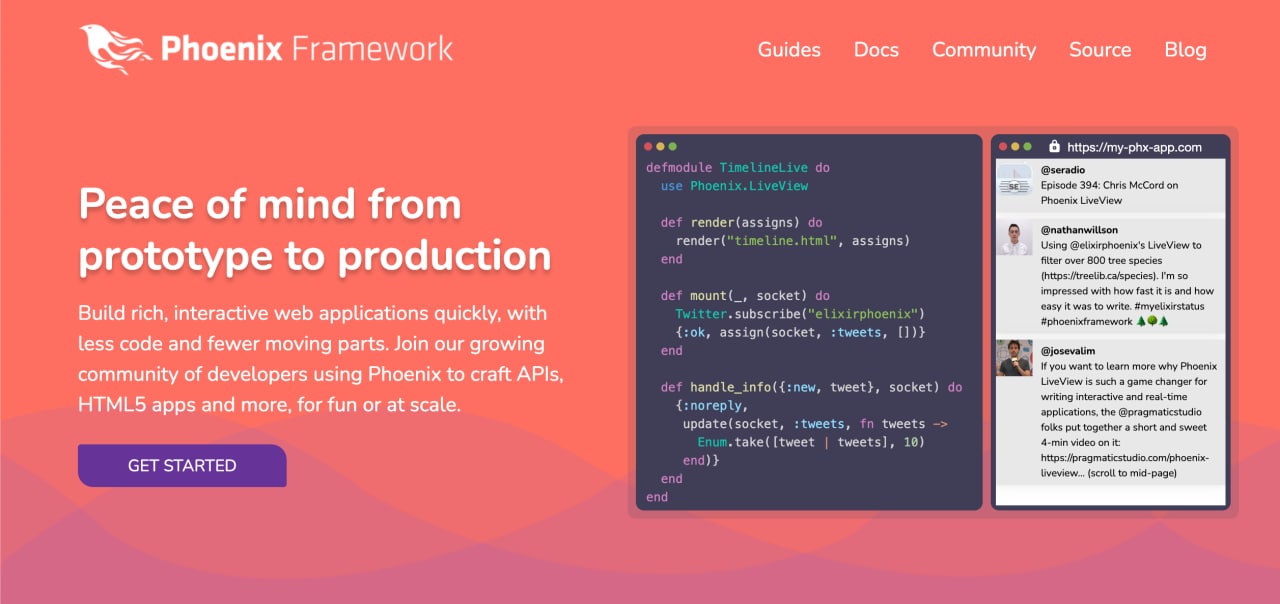 Phoenix Framework
Guides Docs Community Source Blog
Peace of mind from
prototype to production
Build rich, interactive web applications quickly, with
less code and fewer moving parts. Join our growing
community of developers using Phoenix to craft APIs,
HTML5 apps and more, for fun or at scale.
GET STARTED
defmodule TimelineLive do
  use Phoenix.LiveView

  def render(assigns) do
    render("timeline.html", assigns)
  end

  def mount(_, socket) do
    Twitter.subscribe("elixirphoenix")
    {:ok, assign(socket, :tweets, [])}
  end

  def handle_info({:new, tweet}, socket) do
    {:noreply,
     update(socket, :tweets, fn tweets ->
       Enum.take([tweet | tweets], 10)
     end)}
  end
end
https://my-phx-app.com
SE
@seradio
Episode 394: Chris McCord on
Phoenix LiveView
@nathanwillson
Using @elixirphoenix's LiveView to
filter over 800 tree species
(https://treelib.ca/species). I'm so
impressed with how fast it is and how
easy it was to write. #myelixirstatus
#phoenixframework 🌲🌳🌲
@josevalim
If you want to learn more why Phoenix
LiveView is such a game changer for
writing interactive and real-time
applications, the @pragmaticstudio
folks put together a short and sweet
4-min video on it:
https://pragmaticstudio.com/phoenix-
liveview... (scroll to mid-page)